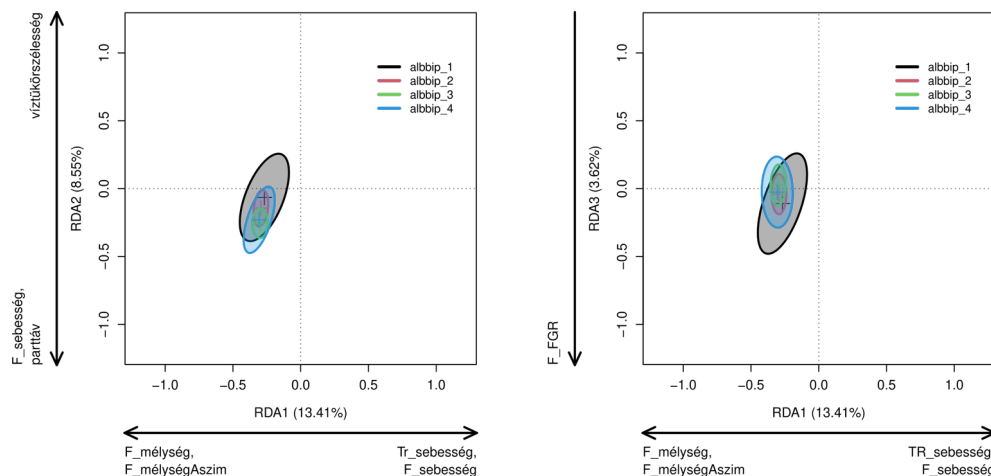 víztükörszélesség
F_sebesség,
parttáv
RDA2 (8.55%)
1.0
0.5
0.0
−0.5
−1.0
albbip_1
albbip_2
albbip_3
albbip_4
−1.0
−0.5
0.0
0.5
1.0
RDA1 (13.41%)
F_mélység,
F_mélységAszim
Tr_sebesség,
F_sebesség
F_FGR
RDA3 (3.62%)
1.0
0.5
0.0
−0.5
−1.0
albbip_1
albbip_2
albbip_3
albbip_4
−1.0
−0.5
0.0
0.5
1.0
RDA1 (13.41%)
F_mélység,
F_mélységAszim
TR_sebesség
F_sebesség